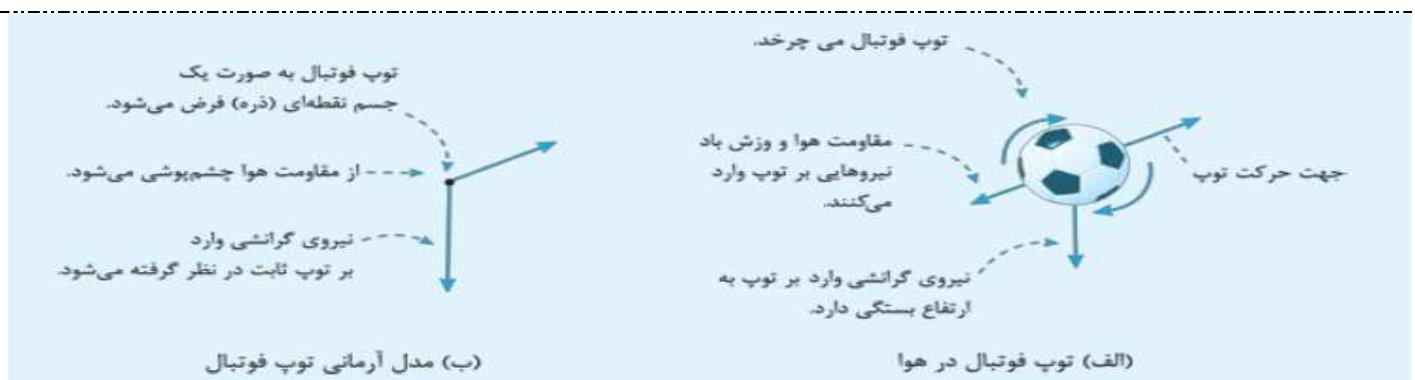 توپ فوتبال می چرخد.
مقاومت هوا و وزش باد
نیروهایی بر توپ وارد
می‌کنند.
جهت حرکت توپ
نیروی گرانشی وارد بر توپ به
ارتفاع بستگی دارد.
(الف) توپ فوتبال در هوا
توپ فوتبال به صورت یک
جسم نقطه‌ای (ذره) فرض می‌شود.
از مقاومت هوا چشم‌پوشی می‌شود.
نیروی گرانشی وارد
بر توپ ثابت در نظر گرفته می‌شود.
(ب) مدل آرمانی توپ فوتبال